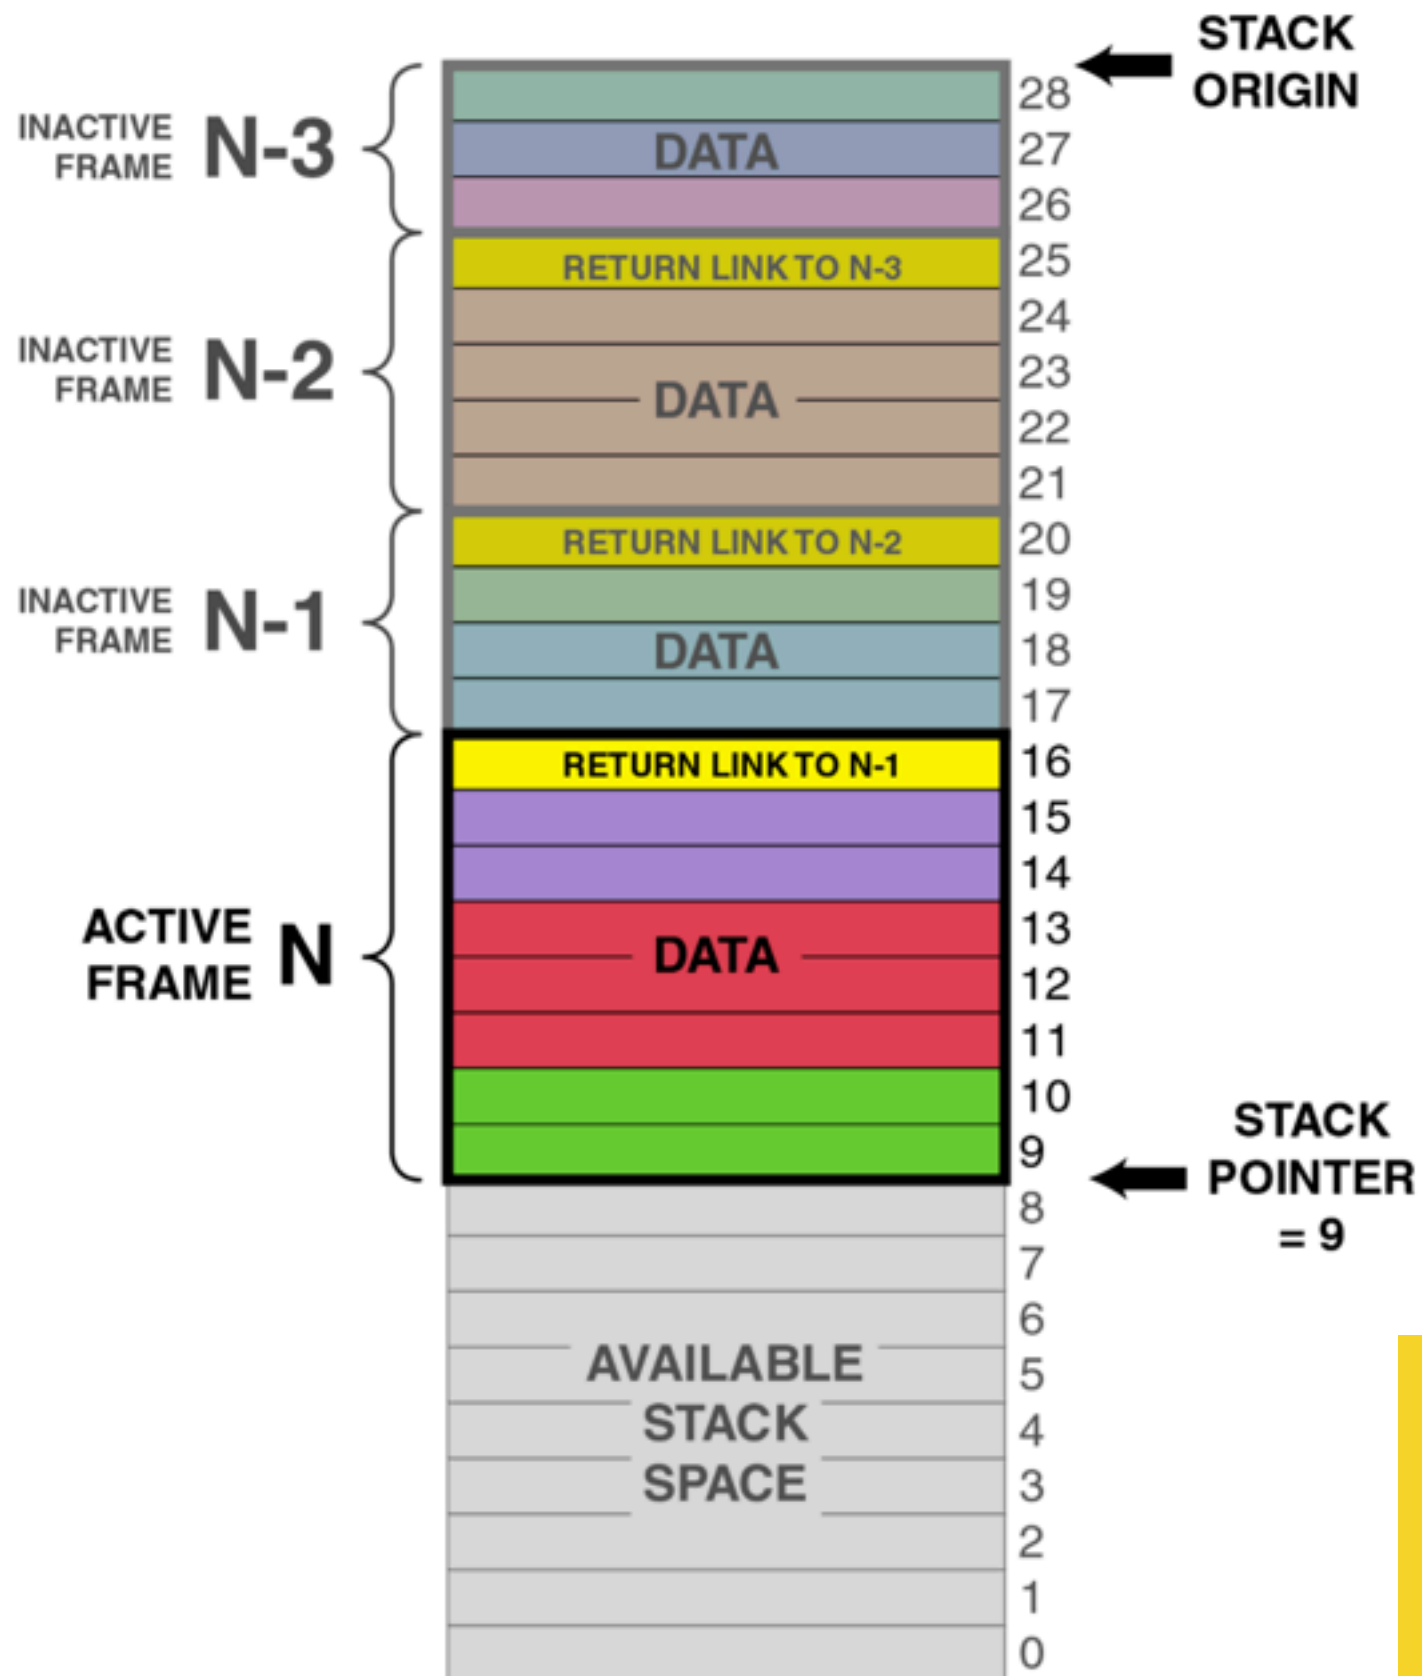 STACK
ORIGIN
28
INACTIVE
FRAME
N-3
DATA
27
26
RETURN LINK TO N-3
25
24
INACTIVE
FRAME
N-2
23
DATA
22
21
RETURN LINK TO N-2
20
19
INACTIVE
FRAME
N-1
DATA
18
17
RETURN LINK TO N-1
16
15
14
13
ACTIVE
FRAME
N
DATA
12
11
10
9
STACK
POINTER
= 9
8
7
6
AVAILABLE
STACK
SPACE
5
4
3
2
1
0